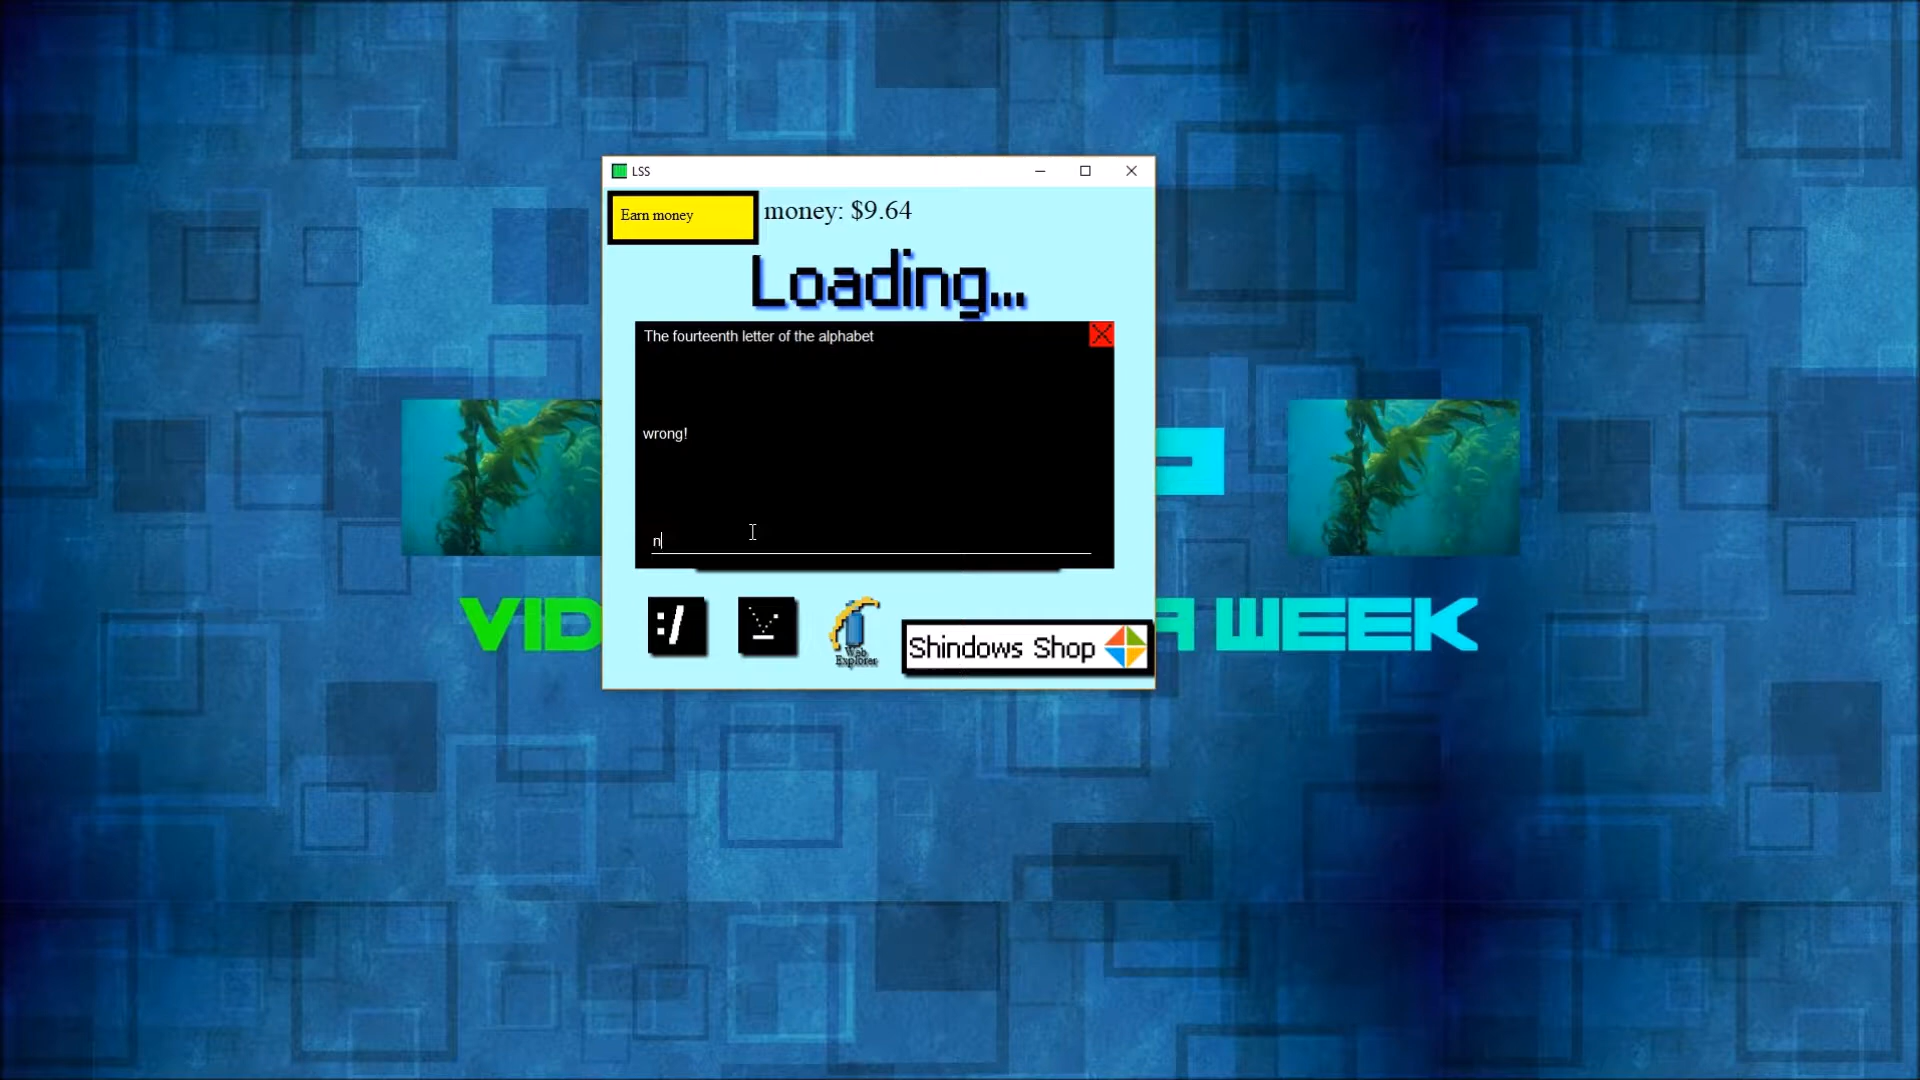 LSS
Earn money
money: $9.64
Loading...
The fourteenth letter of the alphabet
wrong!
n
:/
Web
Explorer
Shindows Shop
VID
A WEEK